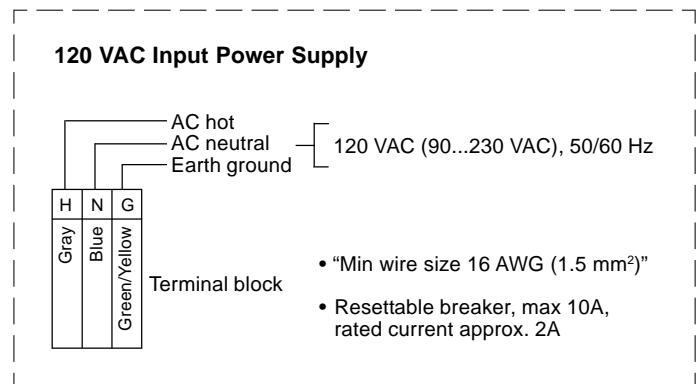 120 VAC Input Power Supply
AC hot
AC neutral
Earth ground
120 VAC (90...230 VAC), 50/60 Hz
H N G
Gray
Blue
Green/Yellow
Terminal block
• “Min wire size 16 AWG (1.5 mm²)”
• Resettable breaker, max 10A,
rated current approx. 2A